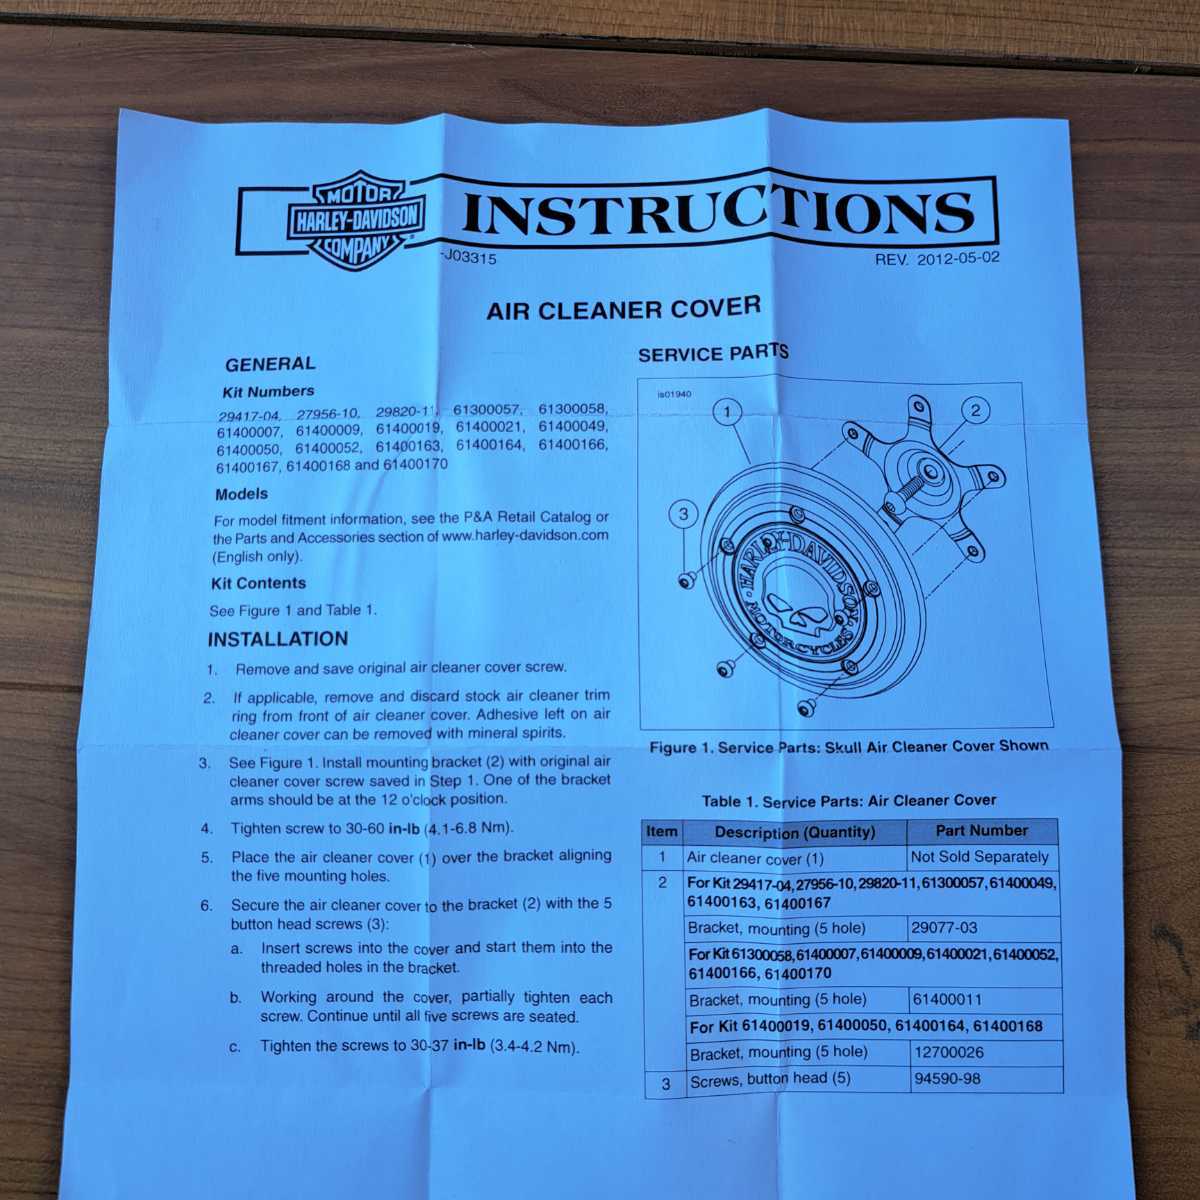 MOTOR
HARLEY-DAVIDSON
COMPANY
INSTRUCTIONS
-J03315
REV. 2012-05-02
AIR CLEANER COVER
GENERAL
Kit Numbers
29417-04, 27956-10, 29820-11, 61300057, 61300058,
61400007, 61400009, 61400019, 61400021, 61400049,
61400050, 61400052, 61400163, 61400164, 61400166,
61400167, 61400168 and 61400170
Models
For model fitment information, see the P&A Retail Catalog or
the Parts and Accessories section of www.harley-davidson.com
(English only).
Kit Contents
See Figure 1 and Table 1.
INSTALLATION
1. Remove and save original air cleaner cover screw.
2. If applicable, remove and discard stock air cleaner trim
ring from front of air cleaner cover. Adhesive left on air
cleaner cover can be removed with mineral spirits.
3. See Figure 1. Install mounting bracket (2) with original air
cleaner cover screw saved in Step 1. One of the bracket
arms should be at the 12 o'clock position.
4. Tighten screw to 30-60 in-lb (4.1-6.8 Nm).
5. Place the air cleaner cover (1) over the bracket aligning
the five mounting holes.
6. Secure the air cleaner cover to the bracket (2) with the 5
button head screws (3):
a. Insert screws into the cover and start them into the
threaded holes in the bracket.
b. Working around the cover, partially tighten each
screw. Continue until all five screws are seated.
c. Tighten the screws to 30-37 in-lb (3.4-4.2 Nm).
SERVICE PARTS
is01940
1
2
3
HARLEY-DAVIDSON
MOTORCYCLES
Figure 1. Service Parts: Skull Air Cleaner Cover Shown
Table 1. Service Parts: Air Cleaner Cover
Item Description (Quantity) Part Number
1 Air cleaner cover (1) Not Sold Separately
2 For Kit 29417-04, 27956-10, 29820-11, 61300057, 61400049,
61400163, 61400167
Bracket, mounting (5 hole) 29077-03
For Kit 61300058, 61400007, 61400009, 61400021, 61400052,
61400166, 61400170
Bracket, mounting (5 hole) 61400011
For Kit 61400019, 61400050, 61400164, 61400168
Bracket, mounting (5 hole) 12700026
3 Screws, button head (5) 94590-98